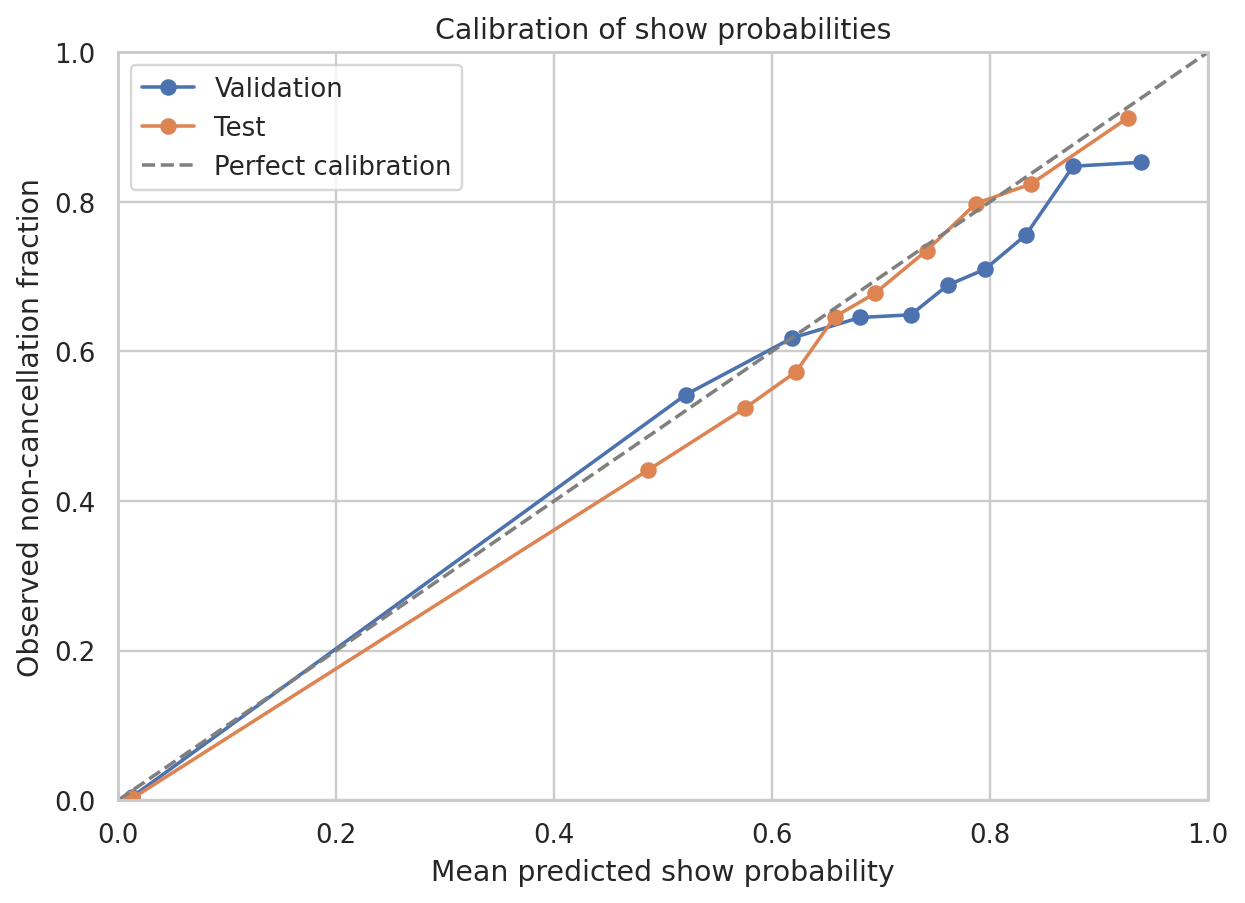 Calibration of show probabilities
Validation
Test
Perfect calibration
Observed non-cancellation fraction
1.0
0.8
0.6
0.4
0.2
0.0
0.0 0.2 0.4 0.6 0.8 1.0
Mean predicted show probability